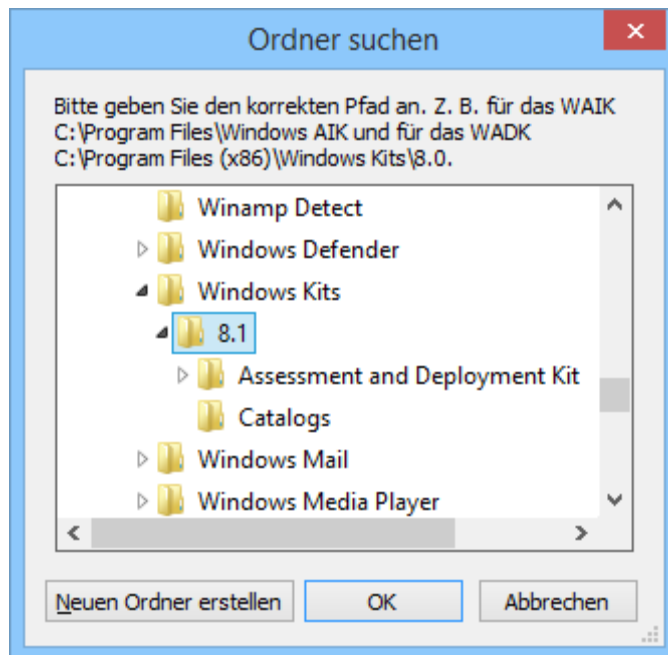 Ordner suchen
Bitte geben Sie den korrekten Pfad an. Z. B. für das WAIK
C:\Program Files\Windows AIK und für das WADK
C:\Program Files (x86)\Windows Kits\8.0.
Winamp Detect
Windows Defender
Windows Kits
8.1
Assessment and Deployment Kit
Catalogs
Windows Mail
Windows Media Player
Neuen Ordner erstellen OK Abbrechen